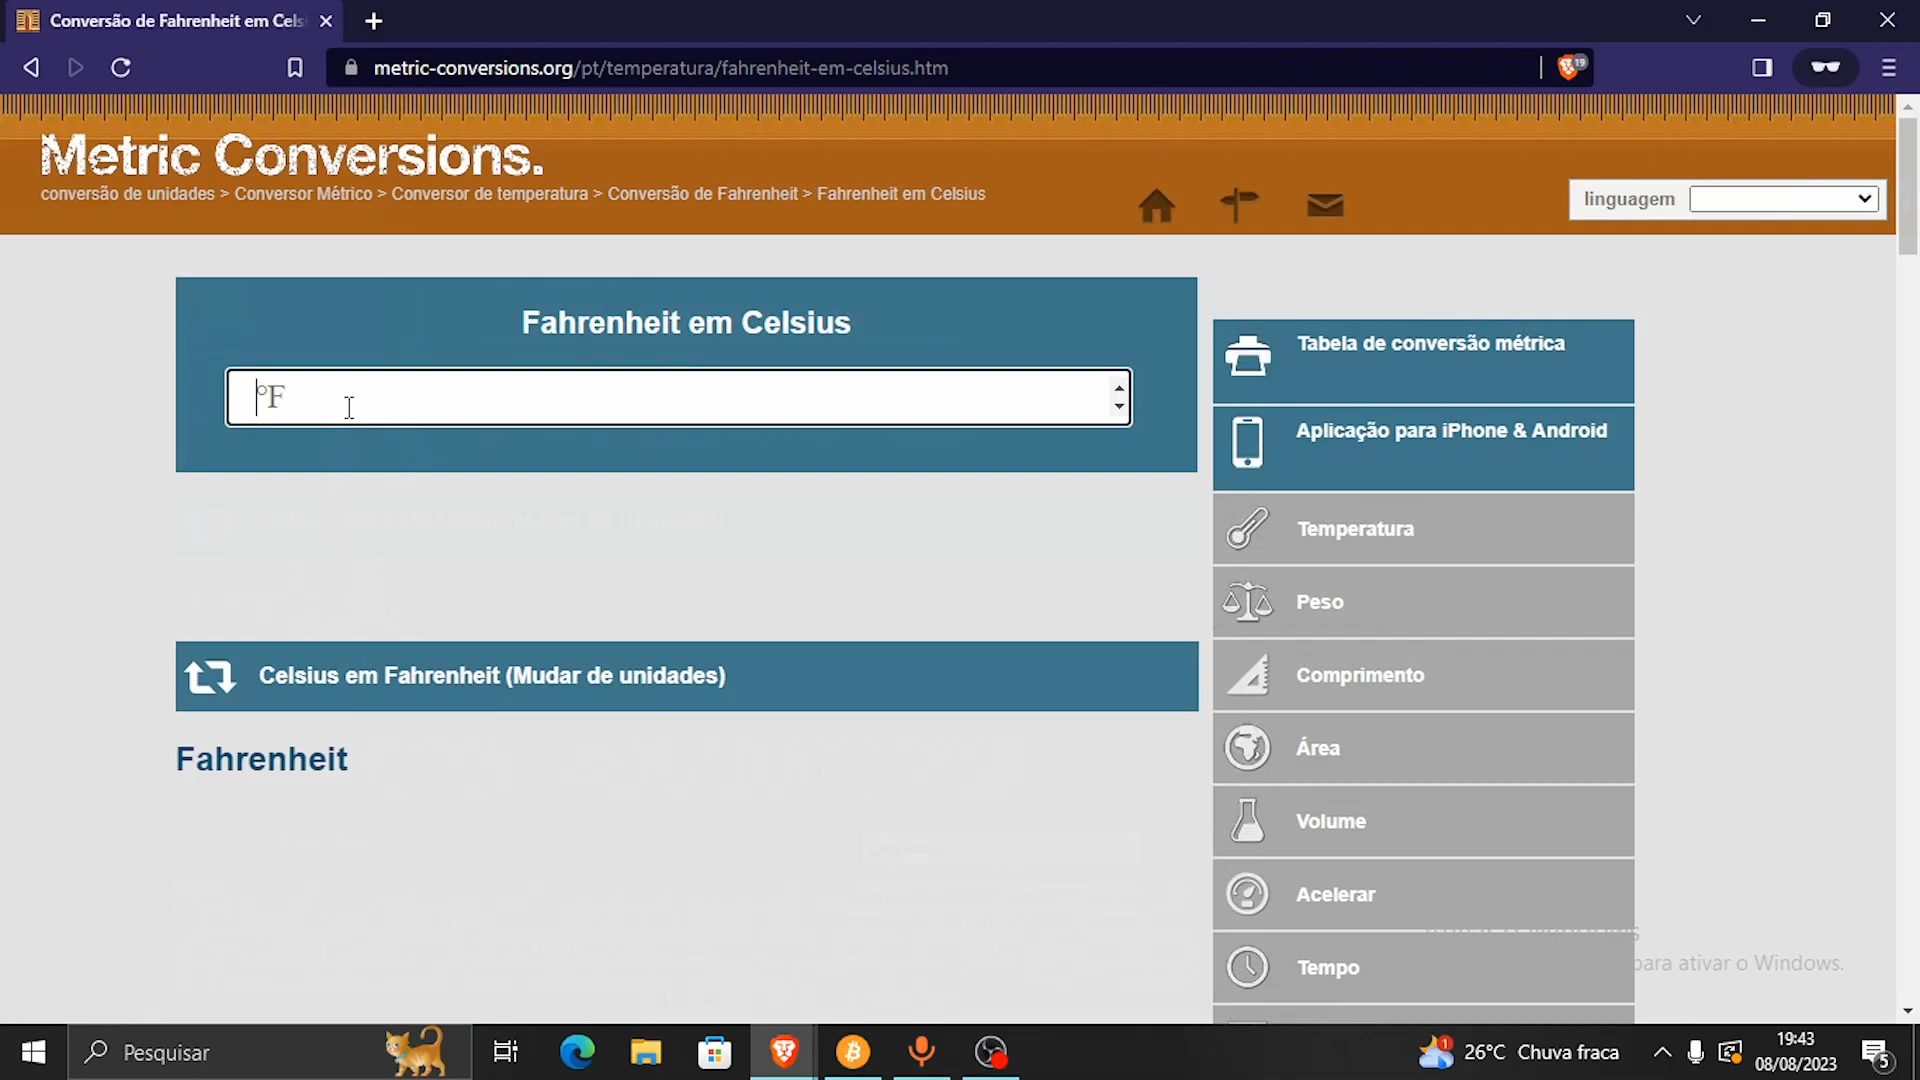 Conversão de Fahrenheit em Cels
metric-conversions.org/pt/temperatura/fahrenheit-em-celsius.htm
19
Metric Conversions.
conversão de unidades > Conversor Métrico > Conversor de temperatura > Conversão de Fahrenheit > Fahrenheit em Celsius
linguagem
Fahrenheit em Celsius
°F
Celsius em Fahrenheit (Mudar de unidades)
Fahrenheit
Tabela de conversão métrica
Aplicação para iPhone & Android
Temperatura
Peso
Comprimento
Área
Volume
Acelerar
Tempo
para ativar o Windows.
Pesquisar
1
26°C Chuva fraca
19:43
08/08/2023
5